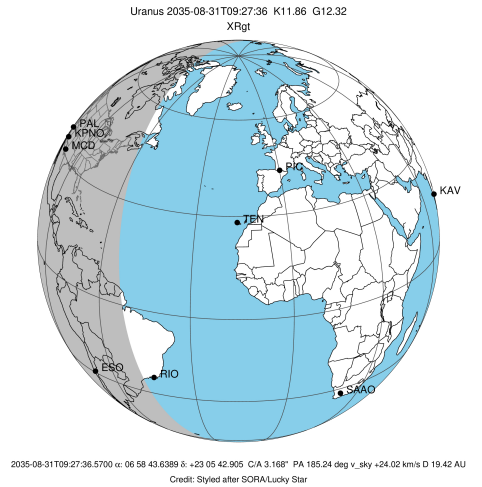 Uranus 2035-08-31T09:27:36 K11.86 G12.32
XRgt
PAL
KPNO
MCD
PIC
KAV
TEN
ESO
RIO
SAAO
2035-08-31T09:27:36.5700 α: 06 58 43.6389 δ: +23 05 42.905 C/A 3.168" PA 185.24 deg v_sky +24.02 km/s D 19.42 AU
Credit: Styled after SORA/Lucky Star